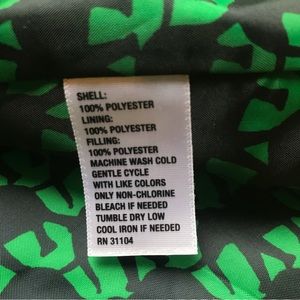 SHELL:
100% POLYESTER
LINING:
100% POLYESTER
FILLING:
100% POLYESTER
MACHINE WASH COLD
GENTLE CYCLE
WITH LIKE COLORS
ONLY NON-CHLORINE
BLEACH IF NEEDED
TUMBLE DRY LOW
COOL IRON IF NEEDED
RN 31104